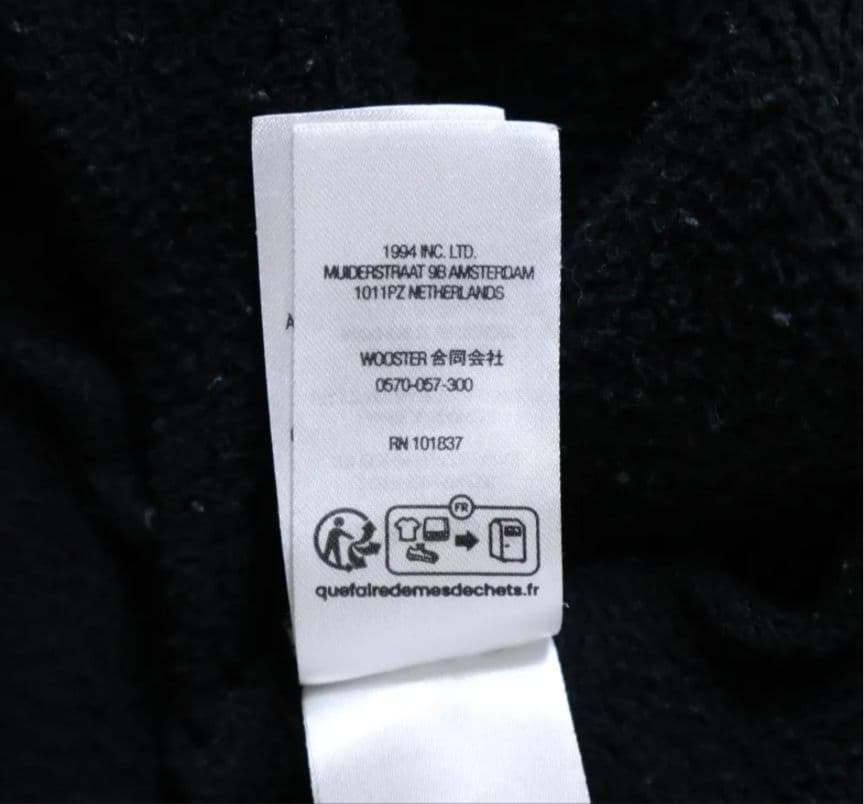 1994 INC. LTD.
MUIDERSTRAAT 9B AMSTERDAM
1011PZ NETHERLANDS
WOOSTER 合同会社
0570-057-300
RN 101837
FR
quefairedemesdechets.fr